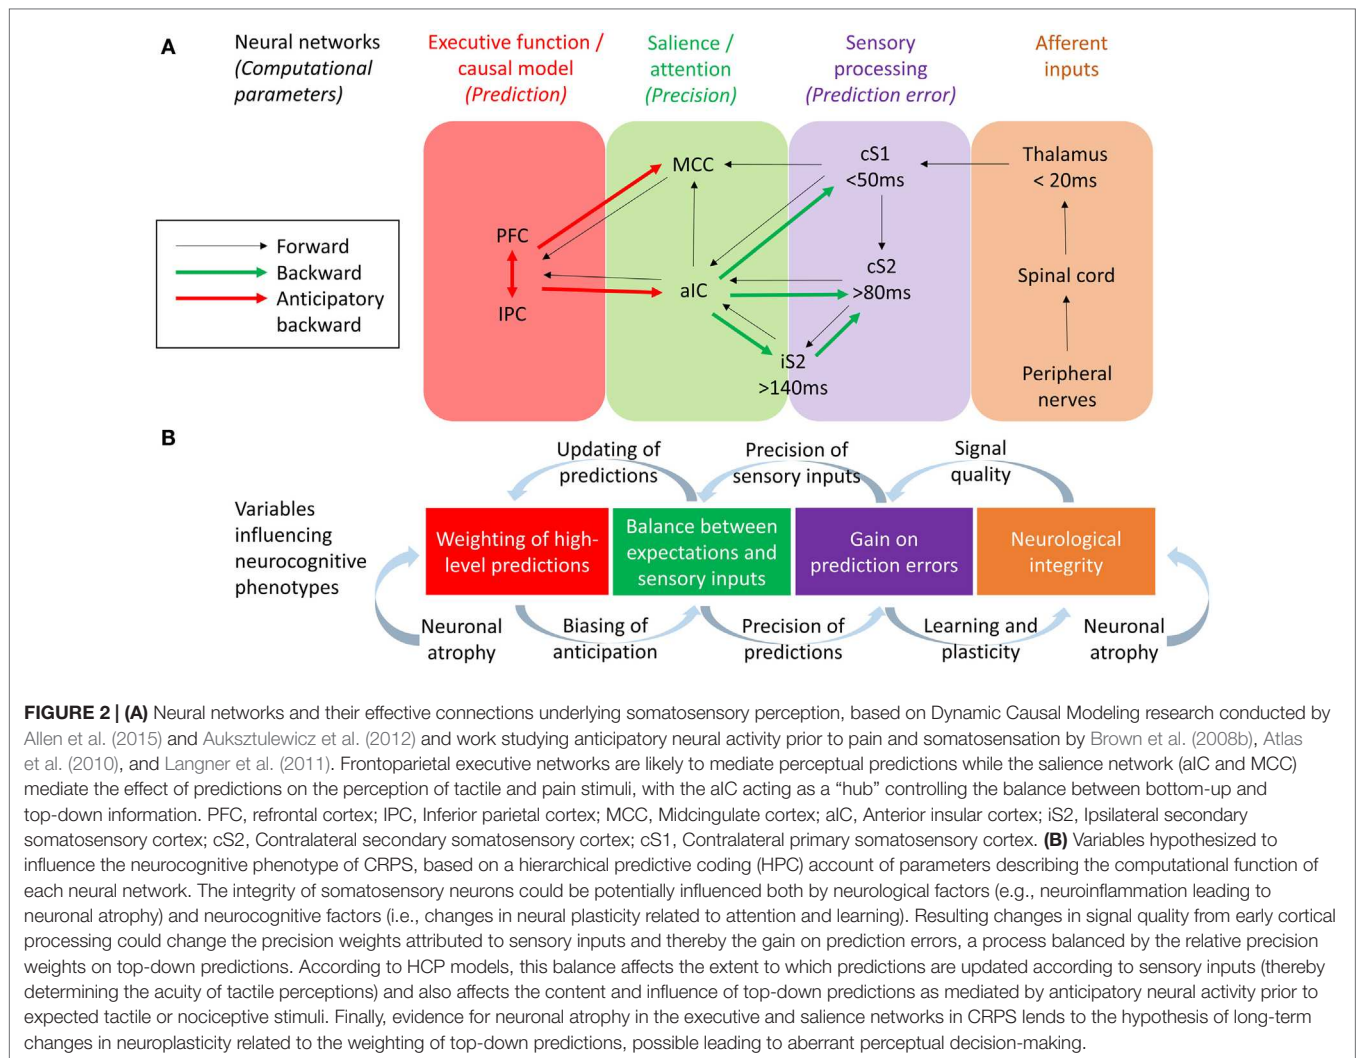 A
Neural networks
(Computational
parameters)
Executive function /
causal model
(Prediction)
Salience /
attention
(Precision)
Sensory
processing
(Prediction error)
Afferent
inputs
MCC
cS1
<50ms
Thalamus
< 20ms
PFC
IPC
aIC
cS2
>80ms
iS2
>140ms
Spinal cord
Peripheral
nerves
Forward
Backward
Anticipatory
backward
B
Updating of
predictions
Precision of
sensory inputs
Signal
quality
Variables
influencing
neurocognitive
phenotypes
Weighting of high-
level predictions
Balance between
expectations and
sensory inputs
Gain on
prediction errors
Neurological
integrity
Neuronal
atrophy
Biasing of
anticipation
Precision of
predictions
Learning and
plasticity
Neuronal
atrophy
FIGURE 2 | (A) Neural networks and their effective connections underlying somatosensory perception, based on Dynamic Causal Modeling research conducted by
Allen et al. (2015) and Auksztulewicz et al. (2012) and work studying anticipatory neural activity prior to pain and somatosensation by Brown et al. (2008b), Atlas
et al. (2010), and Langner et al. (2011). Frontoparietal executive networks are likely to mediate perceptual predictions while the salience network (aIC and MCC)
mediate the effect of predictions on the perception of tactile and pain stimuli, with the aIC acting as a “hub” controlling the balance between bottom-up and
top-down information. PFC, refrontal cortex; IPC, Inferior parietal cortex; MCC, Midcingulate cortex; aIC, Anterior insular cortex; iS2, Ipsilateral secondary
somatosensory cortex; cS2, Contralateral secondary somatosensory cortex; cS1, Contralateral primary somatosensory cortex. (B) Variables hypothesized to
influence the neurocognitive phenotype of CRPS, based on a hierarchical predictive coding (HPC) account of parameters describing the computational function of
each neural network. The integrity of somatosensory neurons could be potentially influenced both by neurological factors (e.g., neuroinflammation leading to
neuronal atrophy) and neurocognitive factors (i.e., changes in neural plasticity related to attention and learning). Resulting changes in signal quality from early cortical
processing could change the precision weights attributed to sensory inputs and thereby the gain on prediction errors, a process balanced by the relative precision
weights on top-down predictions. According to HCP models, this balance affects the extent to which predictions are updated according to sensory inputs (thereby
determining the acuity of tactile perceptions) and also affects the content and influence of top-down predictions as mediated by anticipatory neural activity prior to
expected tactile or nociceptive stimuli. Finally, evidence for neuronal atrophy in the executive and salience networks in CRPS lends to the hypothesis of long-term
changes in neuroplasticity related to the weighting of top-down predictions, possible leading to aberrant perceptual decision-making.